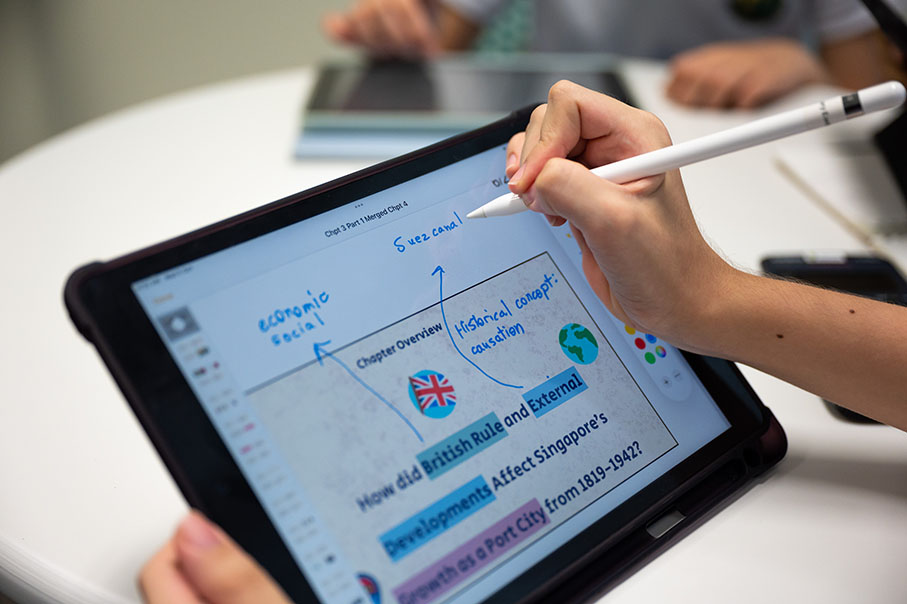 Chpt 3 Part 1 Merged Chpt 4
Suez canal
economic
social
Historical concept:
causation
Chapter Overview
How did British Rule and External
Developments Affect Singapore's
Growth as a Port City from 1819-1942?